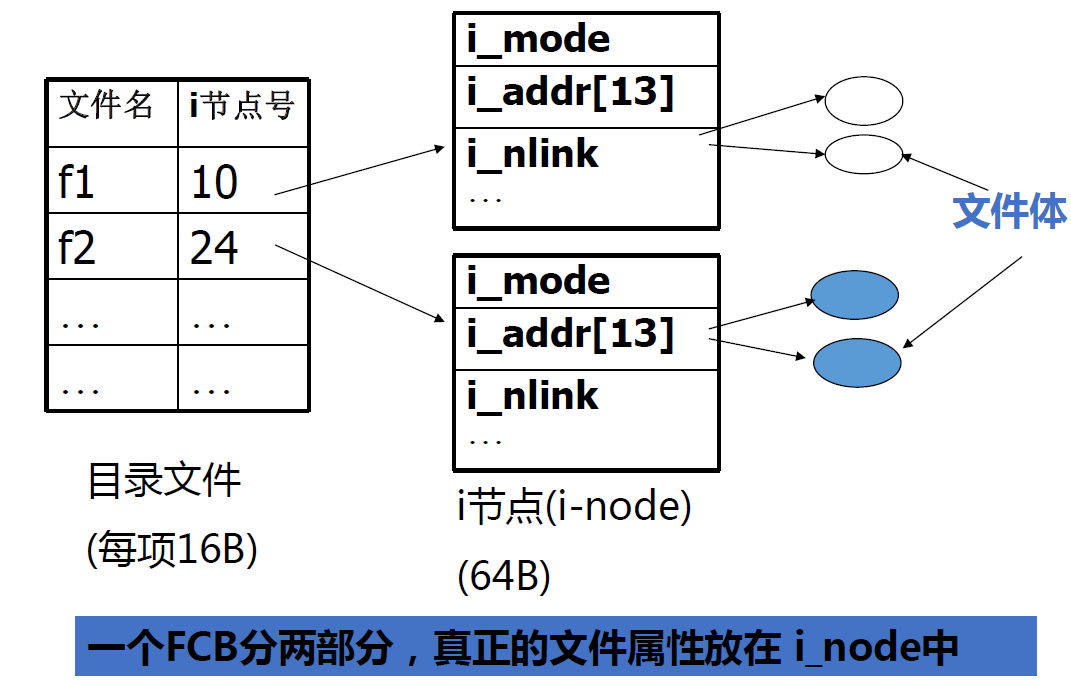 文件名 i节点号
f1 10
f2 24
... ...
... ...
目录文件
(每项16B)
i_mode
i_addr[13]
i_nlink
...
i_mode
i_addr[13]
i_nlink
...
i节点(i-node)
(64B)
文件体
一个FCB分两部分，真正的文件属性放在 i_node中